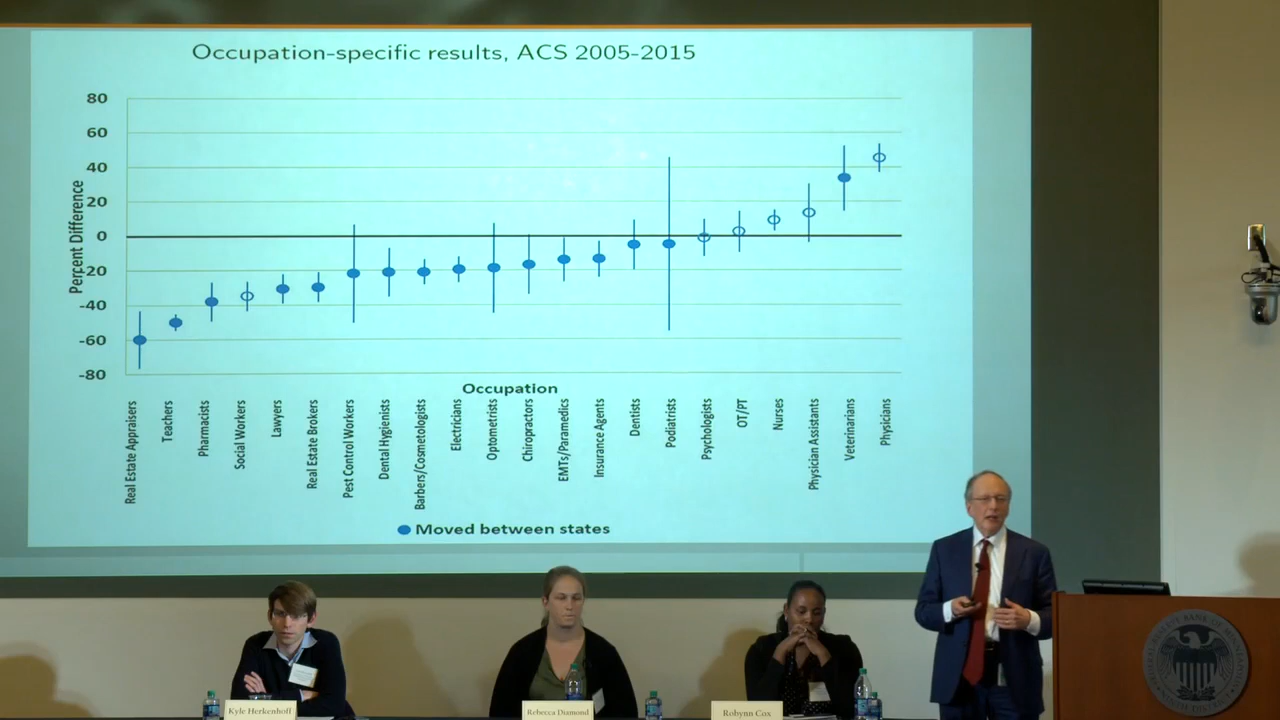 Occupation-specific results, ACS 2005-2015
Percent Difference
80
60
40
20
0
-20
-40
-60
-80
Occupation
Real Estate Appraisers
Teachers
Pharmacists
Social Workers
Lawyers
Real Estate Brokers
Pest Control Workers
Dental Hygienists
Barbers/Cosmetologists
Electricians
Optometrists
Chiropractors
EMTs/Paramedics
Insurance Agents
Dentists
Podiatrists
Psychologists
OT/PT
Nurses
Physician Assistants
Veterinarians
Physicians
Moved between states
Kyle Herkenhoff
Rebecca Diamond
Robynn Cox